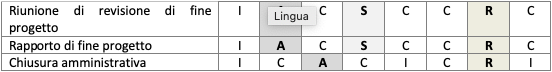 Riunione di revisione di fine I S C C R C
progetto
Lingua
Rapporto di fine progetto I A C S C C R C
Chiusura amministrativa I C A C I C R I